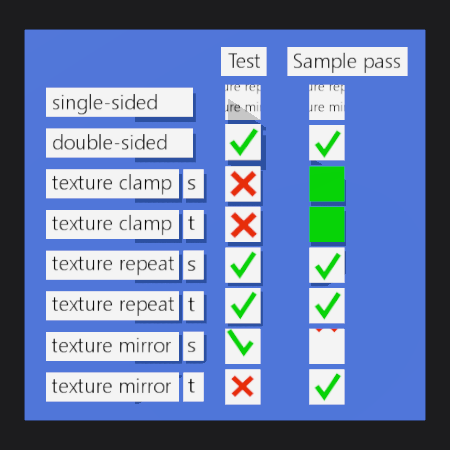 Test Sample pass
single-sided
double-sided
texture clamp s
texture clamp t
texture repeat s
texture repeat t
texture mirror s
texture mirror t